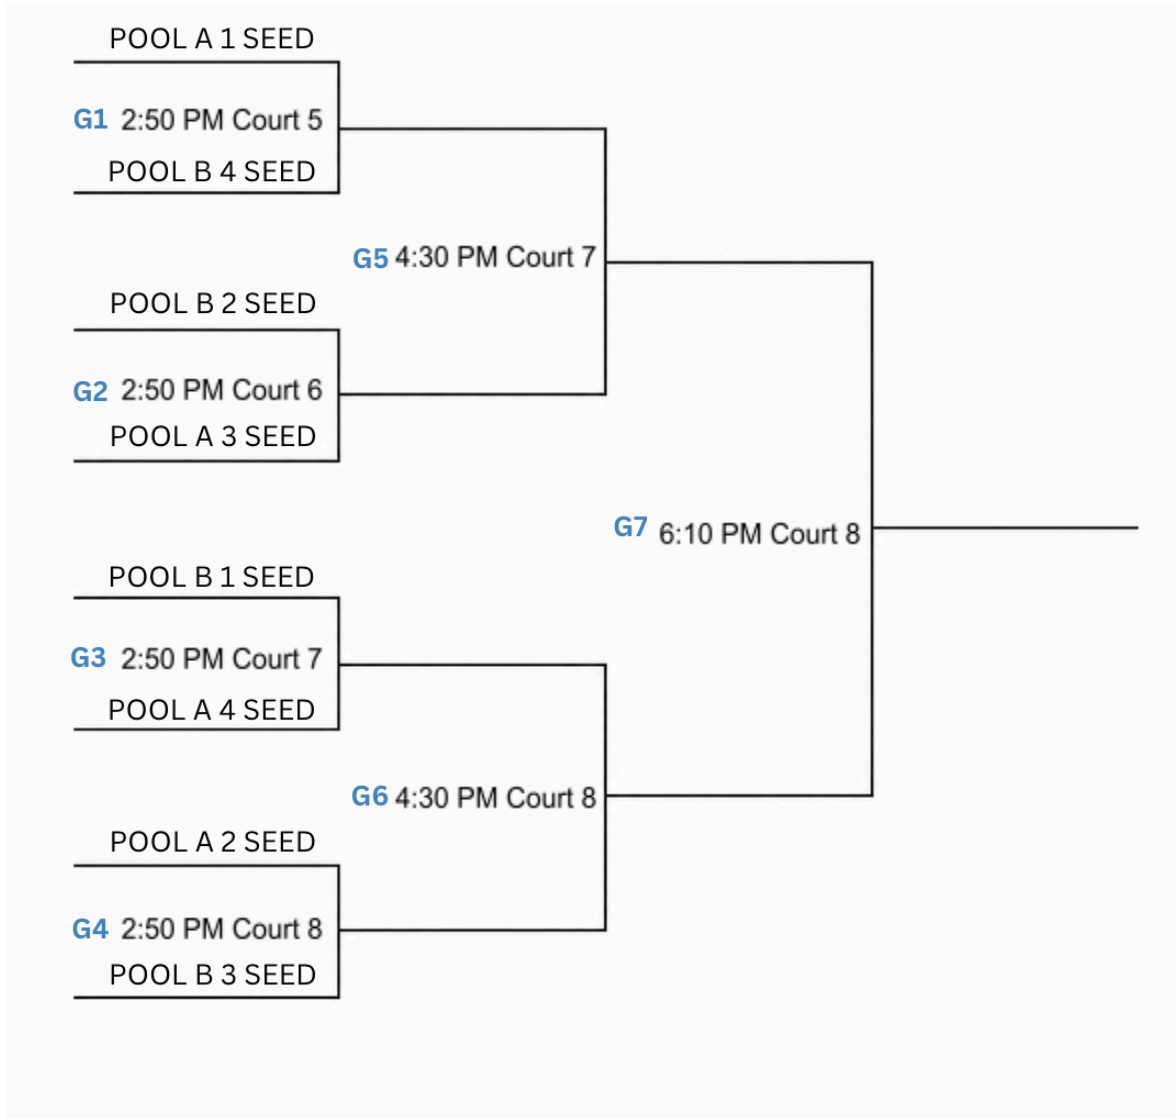 POOL A 1 SEED
G1 2:50 PM Court 5
POOL B 4 SEED
G5 4:30 PM Court 7
POOL B 2 SEED
G2 2:50 PM Court 6
POOL A 3 SEED
G7 6:10 PM Court 8
POOL B 1 SEED
G3 2:50 PM Court 7
POOL A 4 SEED
G6 4:30 PM Court 8
POOL A 2 SEED
G4 2:50 PM Court 8
POOL B 3 SEED